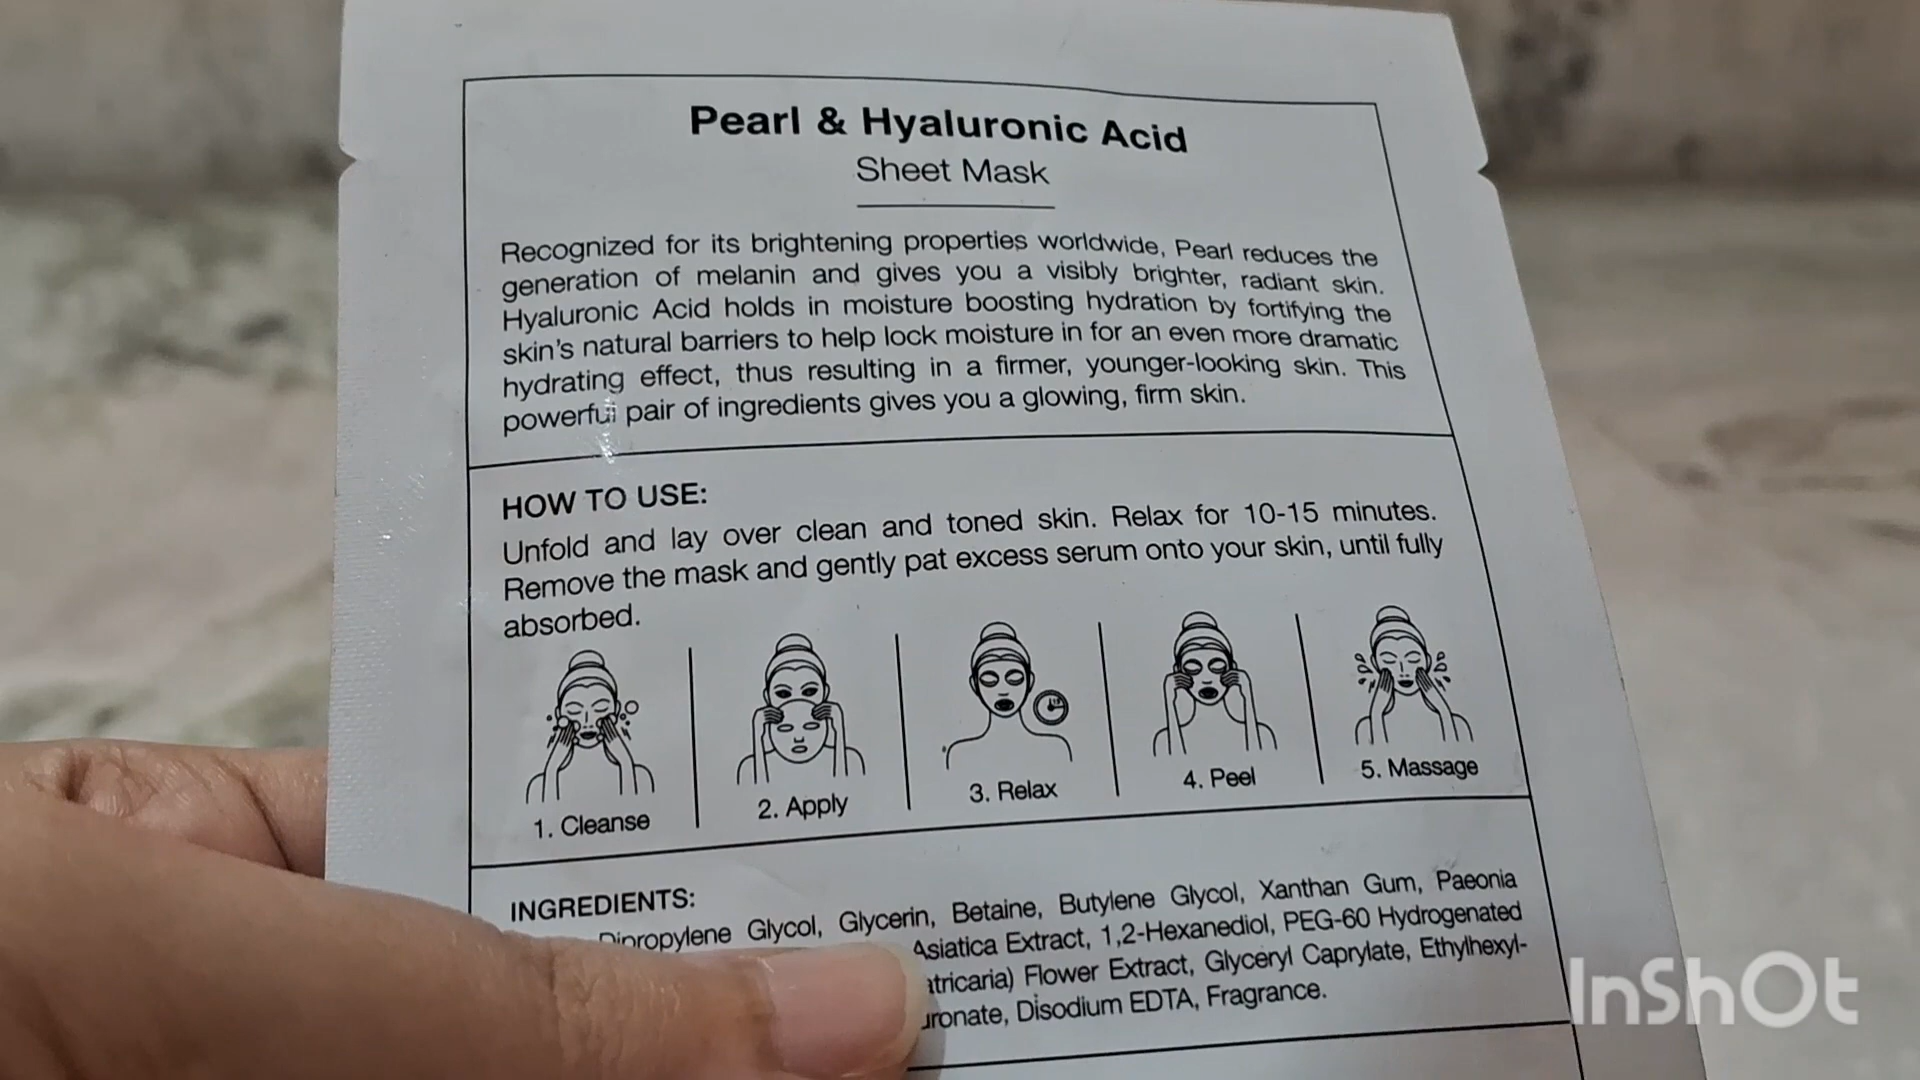 Pearl & Hyaluronic Acid
Sheet Mask
Recognized for its brightening properties worldwide, Pearl reduces the
generation of melanin and gives you a visibly brighter, radiant skin.
Hyaluronic Acid holds in moisture boosting hydration by fortifying the
skin's natural barriers to help lock moisture in for an even more dramatic
hydrating effect, thus resulting in a firmer, younger-looking skin. This
powerful pair of ingredients gives you a glowing, firm skin.
HOW TO USE:
Unfold and lay over clean and toned skin. Relax for 10-15 minutes.
Remove the mask and gently pat excess serum onto your skin, until fully
absorbed.
1. Cleanse
2. Apply
3. Relax
4. Peel
5. Massage
INGREDIENTS:
Dipropylene Glycol, Glycerin, Betaine, Butylene Glycol, Xanthan Gum, Paeonia
Asiatica Extract, 1,2-Hexanediol, PEG-60 Hydrogenated
Flower Extract, Glyceryl Caprylate, Ethylhexyl-
Disodium EDTA, Fragrance.
InShOt